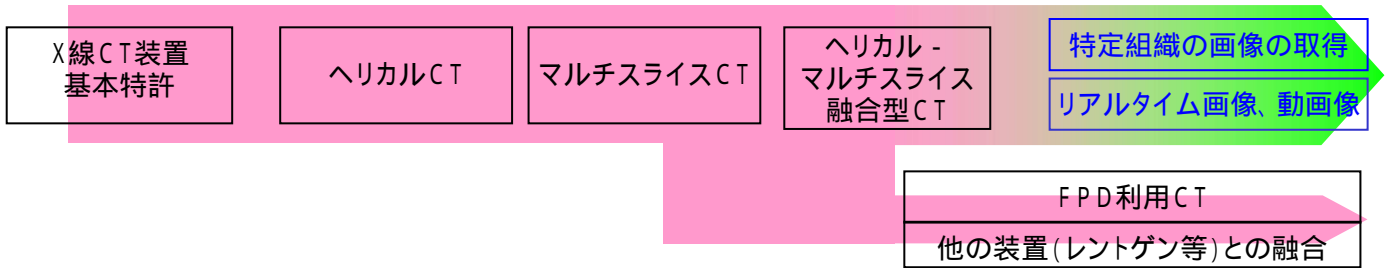 X線CT装置
基本特許
ヘリカルCT
マルチスライスCT
ヘリカル -
マルチスライス
融合型CT
特定組織の画像の取得
リアルタイム画像、動画像
FPD利用CT
他の装置(レントゲン等)との融合